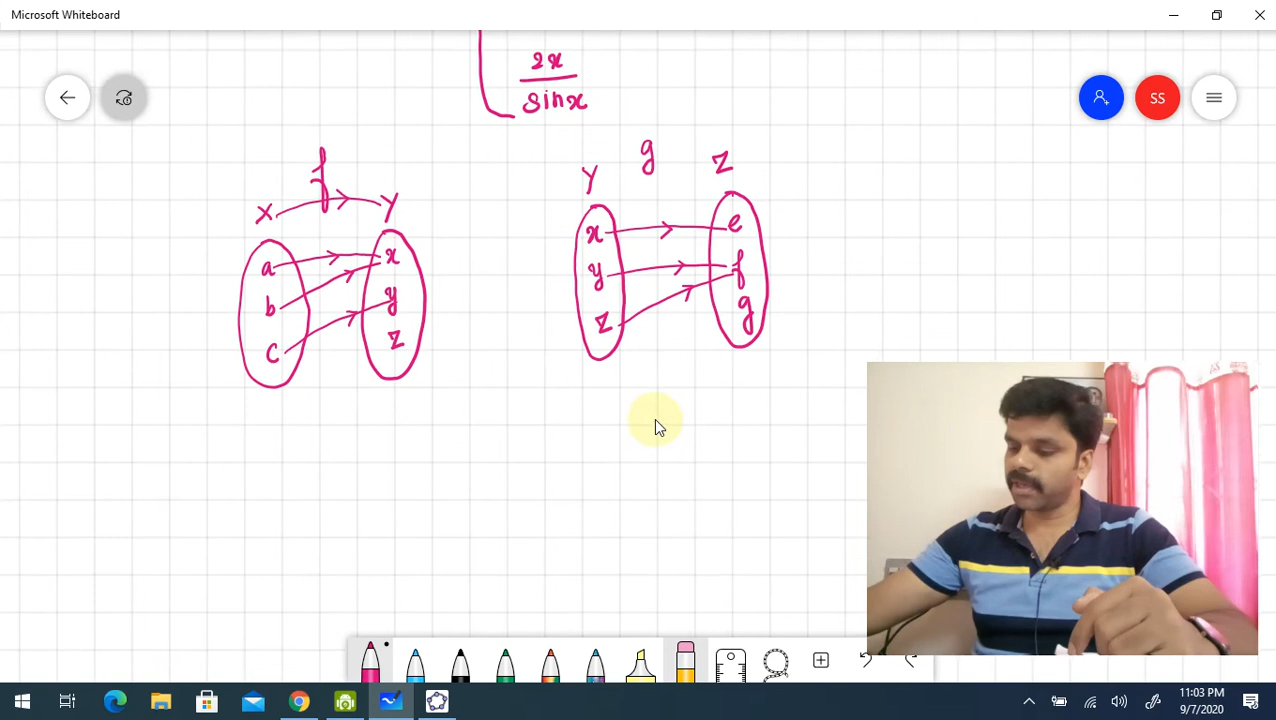 Microsoft Whiteboard
2x
sinx
SS
f
X Y
a
b
c
x
y
z
g
Y Z
x
y
z
e
f
g
11:03 PM
9/7/2020